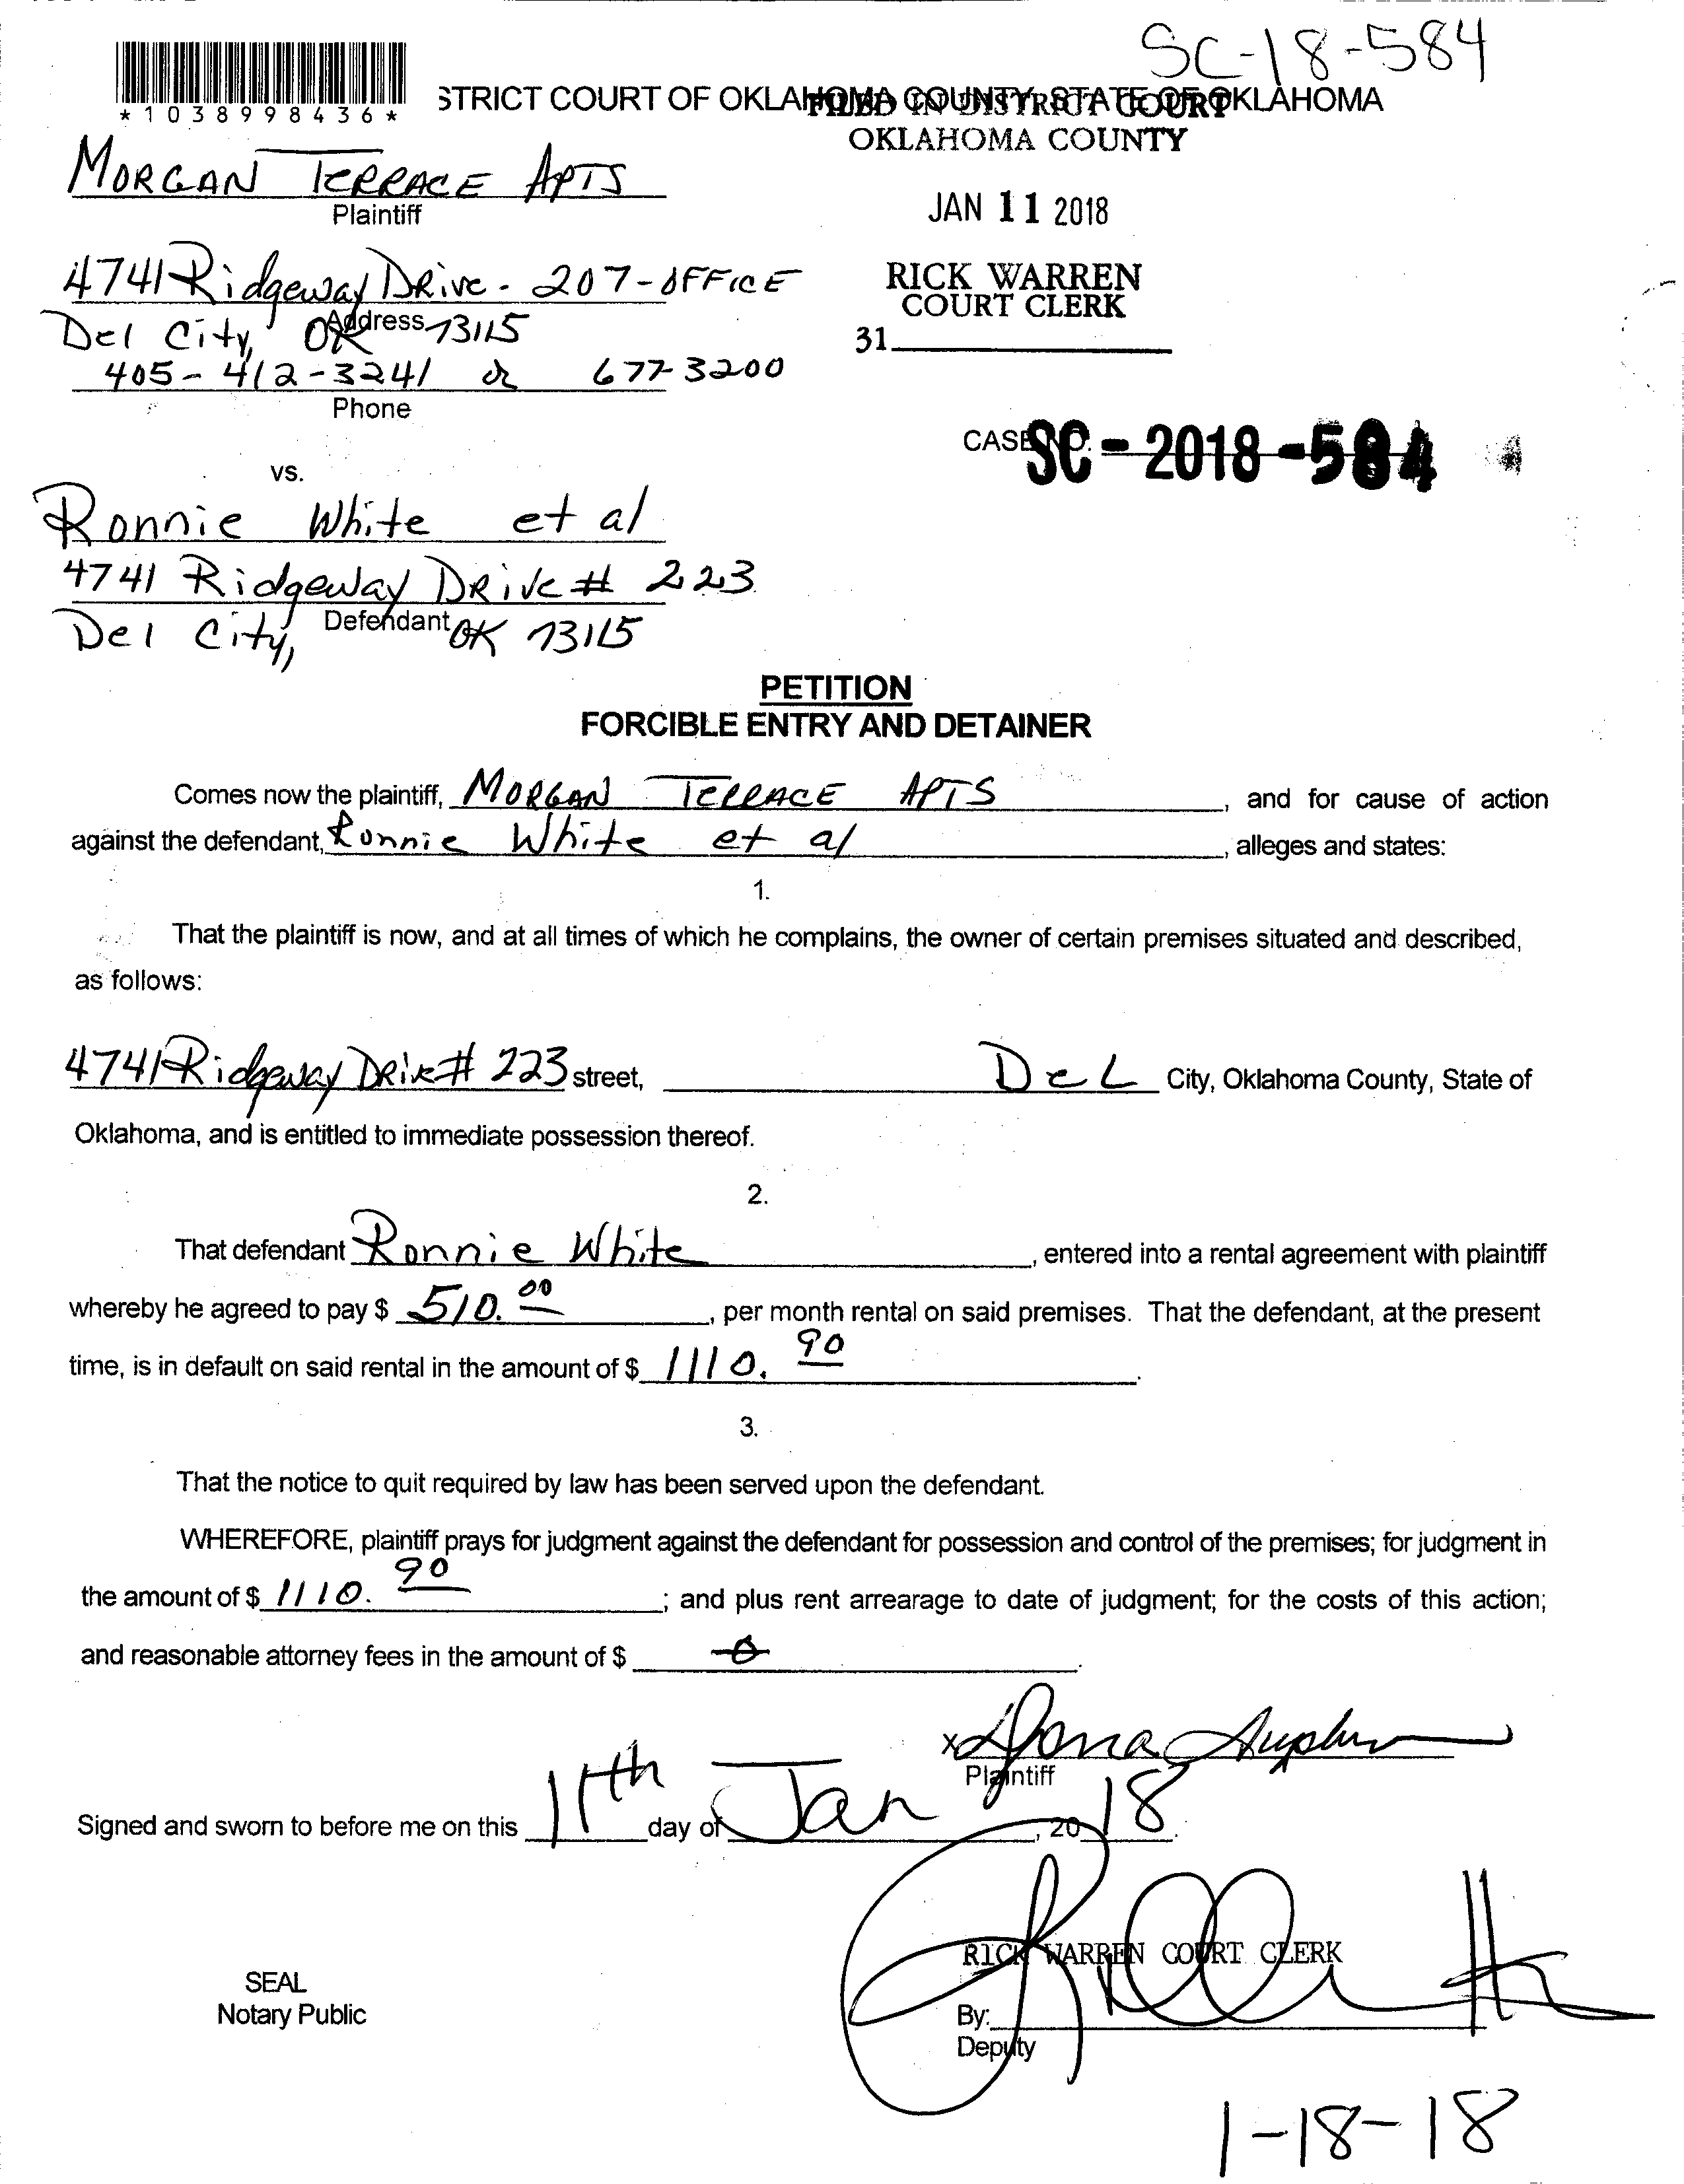 SC-18-584
*1038998436*
STRICT COURT OF OKLAHOMA COUNTY, STATE OF OKLAHOMA
FILED IN DISTRICT COURT
OKLAHOMA COUNTY
MORGAN TERRACE APTS
Plaintiff
JAN 11 2018
4741 Ridgeway Drive - 207-OFFICE
RICK WARREN
COURT CLERK
Address
Del City, OK 73115
31
405-412-3241 or 677-3200
Phone
CASE NO. SC-2018-584
vs.
Ronnie White et al
4741 Ridgeway Drive # 223
Defendant
Del City, OK 73115
PETITION
FORCIBLE ENTRY AND DETAINER
Comes now the plaintiff, MORGAN TERRACE APTS, and for cause of action
against the defendant, Ronnie White et al, alleges and states:
1.
That the plaintiff is now, and at all times of which he complains, the owner of certain premises situated and described,
as follows:
4741 Ridgeway Drive # 223 street, Del City, Oklahoma County, State of
Oklahoma, and is entitled to immediate possession thereof.
2.
That defendant Ronnie White, entered into a rental agreement with plaintiff
whereby he agreed to pay $ 510.00, per month rental on said premises. That the defendant, at the present
time, is in default on said rental in the amount of $ 1110.90.
3.
That the notice to quit required by law has been served upon the defendant.
WHEREFORE, plaintiff prays for judgment against the defendant for possession and control of the premises; for judgment in
the amount of $ 1110.90; and plus rent arrearage to date of judgment; for the costs of this action;
and reasonable attorney fees in the amount of $ 0.
x Dona
Plaintiff
Signed and sworn to before me on this 11th day of Jan, 20 18.
RICK WARREN COURT CLERK
SEAL
Notary Public
By:
Deputy
1-18-18